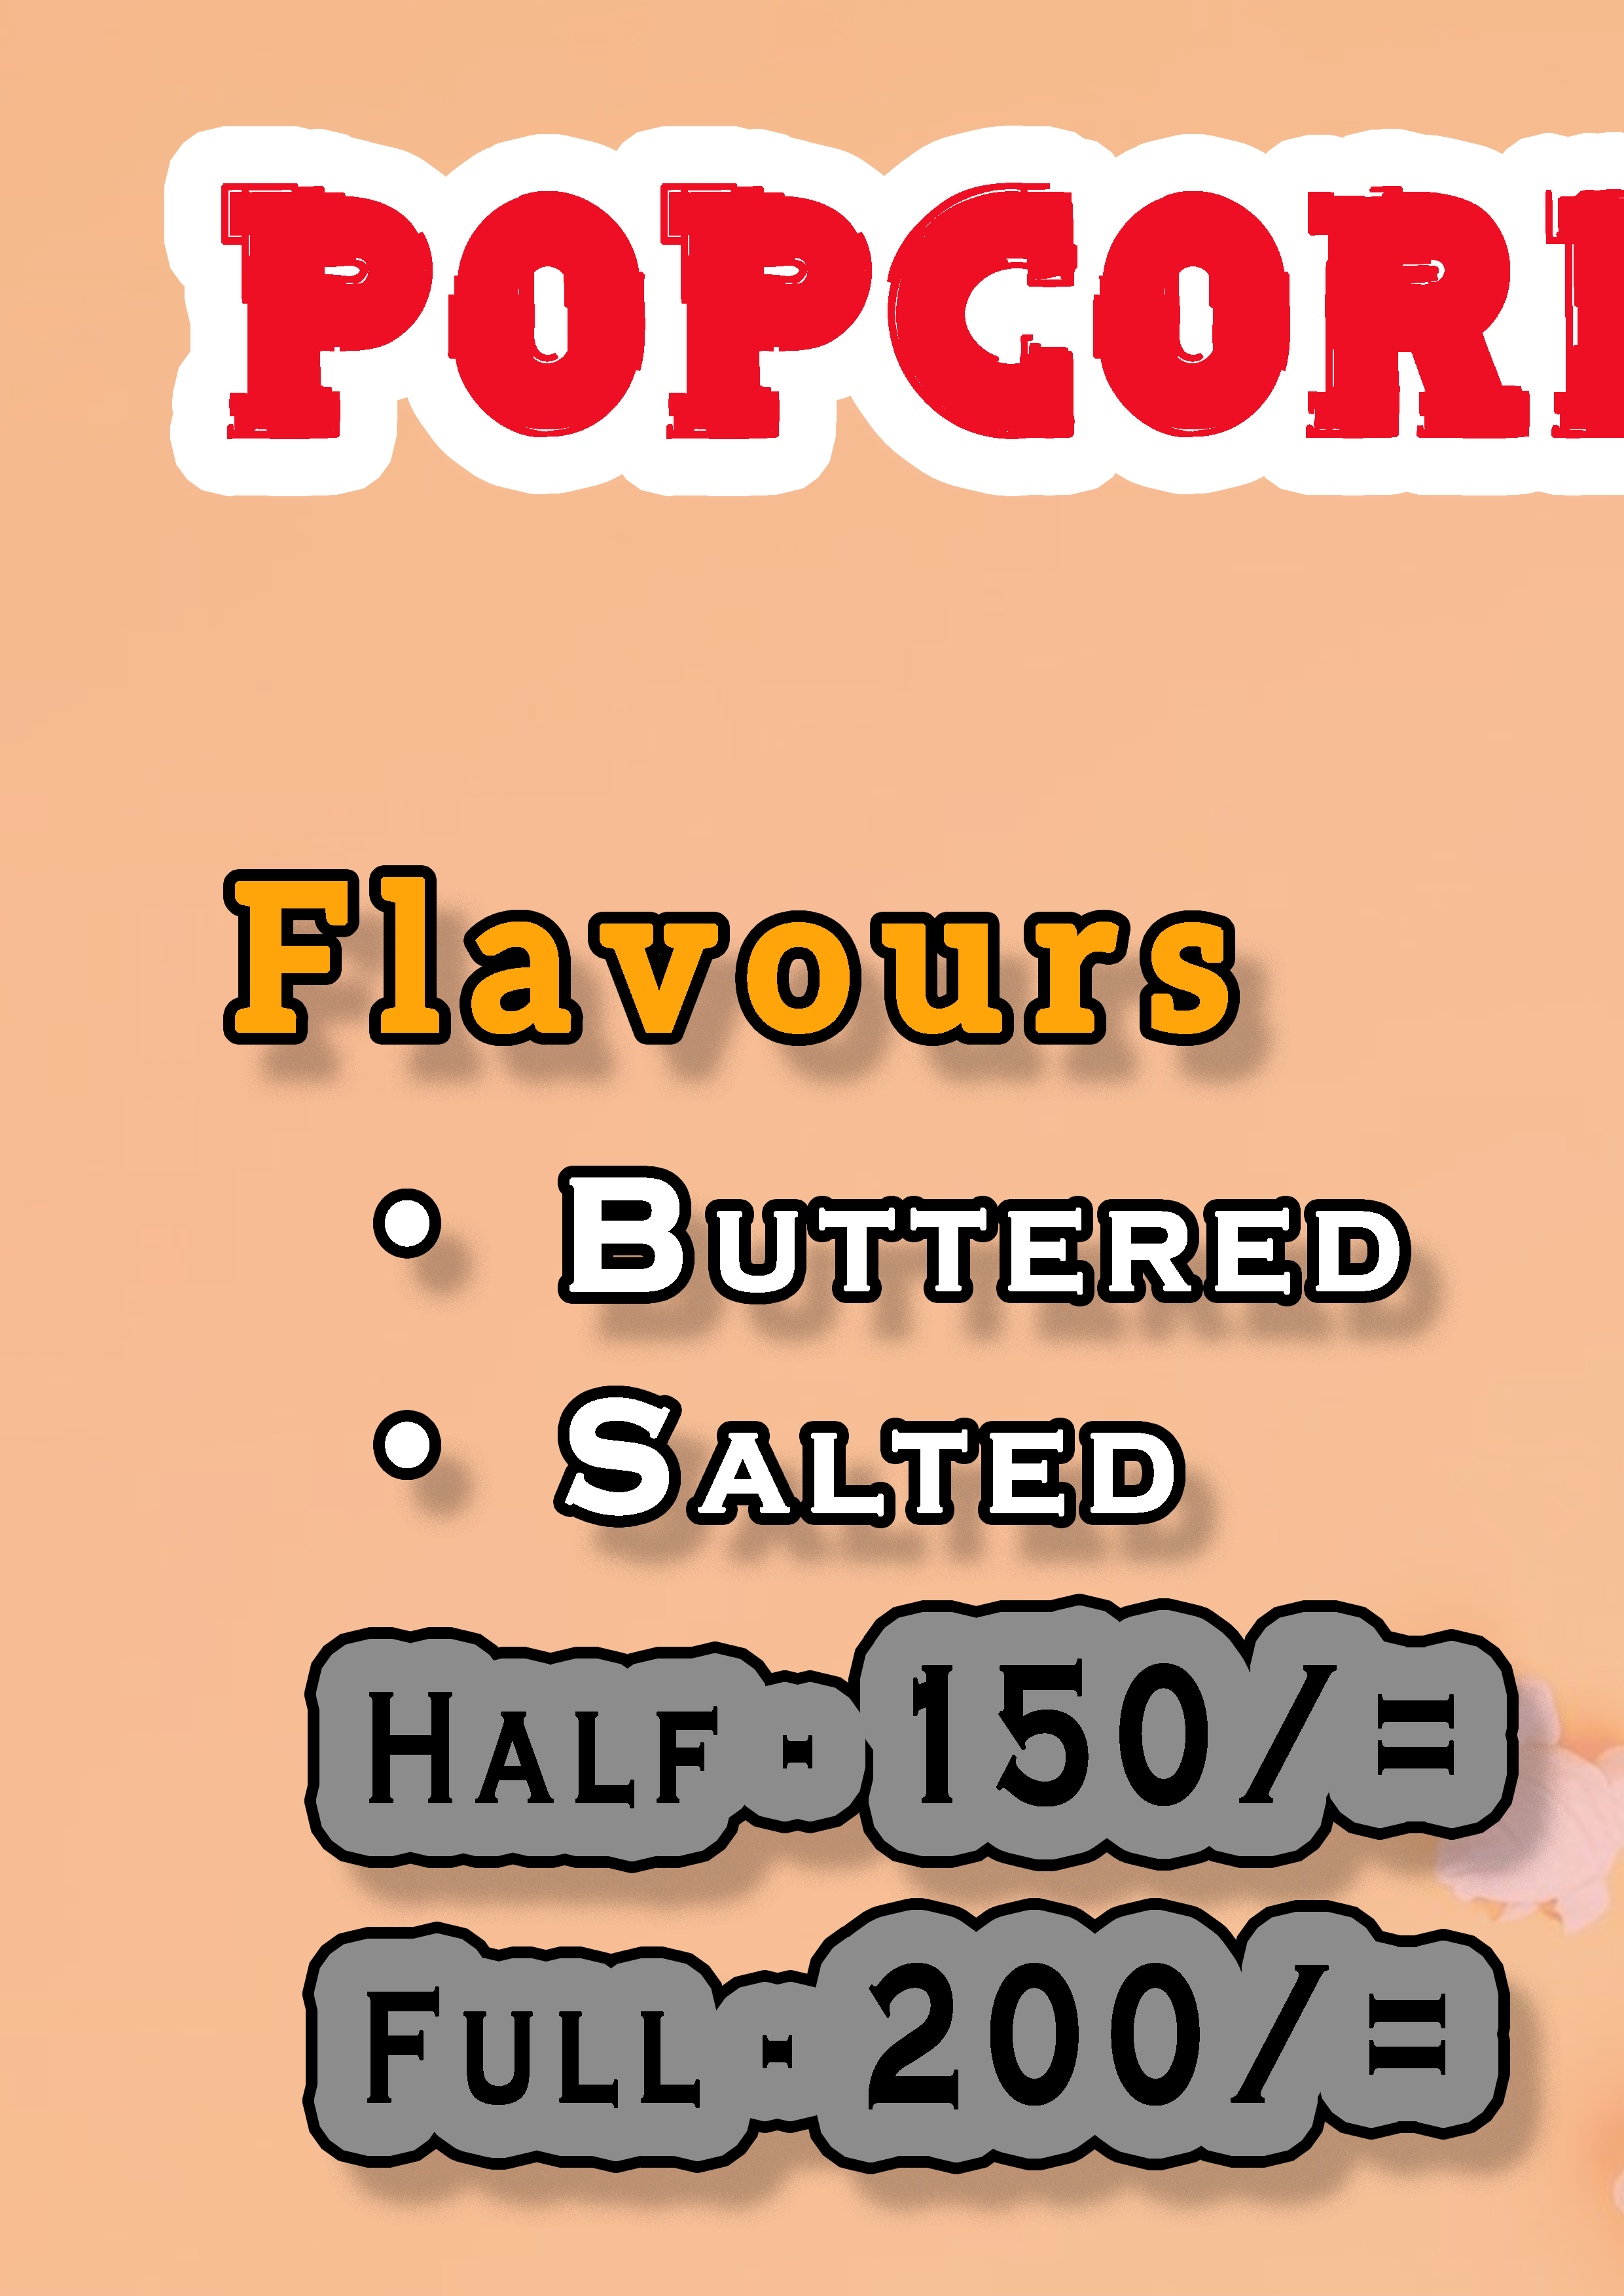 POPCOR
Flavours
• BUTTERED
• SALTED
HALF - 150/=
FULL - 200/=